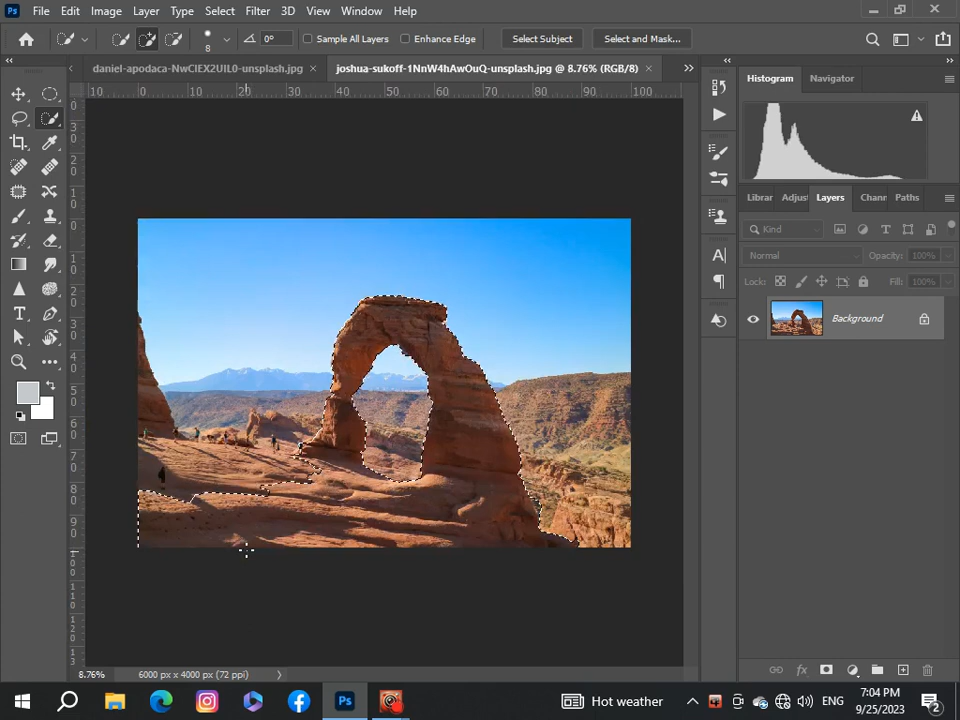 Ps File Edit Image Layer Type Select Filter 3D View Window Help
8 0° Sample All Layers Enhance Edge Select Subject Select and Mask...
daniel-apodaca-NwCIEX2UIL0-unsplash.jpg × joshua-sukoff-1NnW4hAwOuQ-unsplash.jpg @ 8.76% (RGB/8) ×
Histogram Navigator
10 0 10 20 30 40 50 60 70 80 90 100
Librar Adjust Layers Chann Paths
Kind
Normal Opacity: 100%
Lock: Fill: 100%
Background
8.76% 6000 px x 4000 px (72 ppi)
Hot weather ENG 7:04 PM
9/25/2023 2